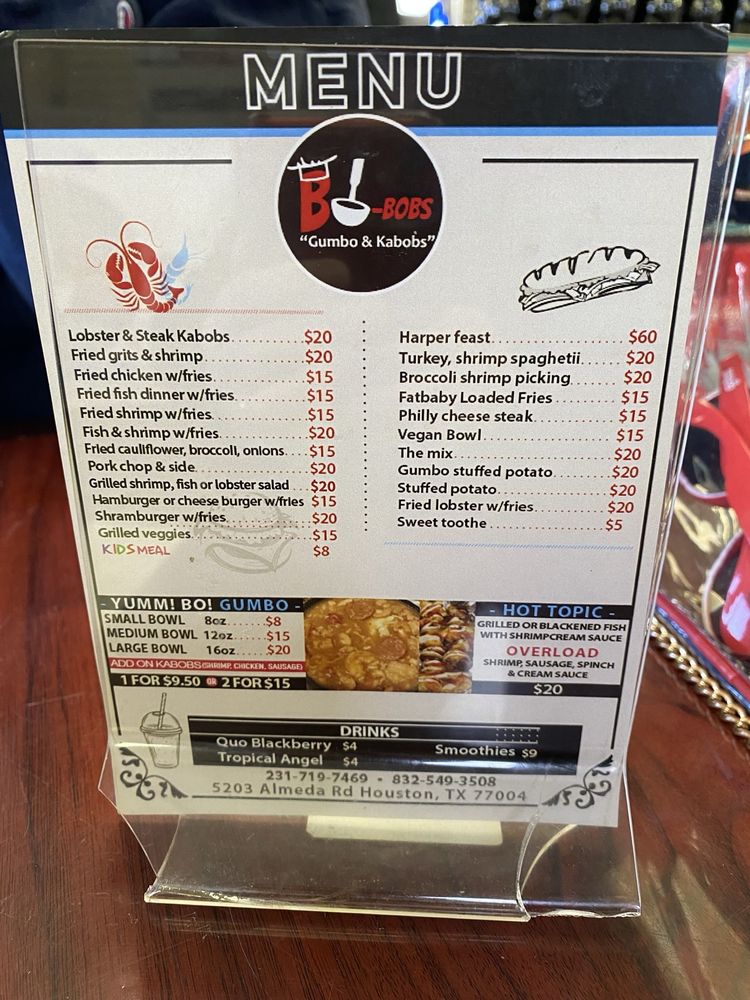 MENU
BO-BOBS
"Gumbo & Kabobs"
Lobster & Steak Kabobs $20
Fried grits & shrimp $20
Fried chicken w/fries $15
Fried fish dinner w/fries $15
Fried shrimp w/fries $15
Fish & shrimp w/fries $20
Fried cauliflower, broccoli, onions $15
Pork chop & side $20
Grilled shrimp, fish or lobster salad $20
Hamburger or cheese burger w/fries $15
Shramburger w/fries $20
Grilled veggies $15
KIDS MEAL $8
Harper feast $60
Turkey, shrimp spaghetii $20
Broccoli shrimp picking $20
Fatbaby Loaded Fries $15
Philly cheese steak $15
Vegan Bowl $15
The mix $20
Gumbo stuffed potato $20
Stuffed potato $20
Fried lobster w/fries $20
Sweet toothe $5
- YUMM! BO! GUMBO -
SMALL BOWL 8oz $8
MEDIUM BOWL 12oz $15
LARGE BOWL 16oz $20
ADD ON KABOBS (SHRIMP, CHICKEN, SAUSAGE)
1 FOR $9.50 OR 2 FOR $15
- HOT TOPIC -
GRILLED OR BLACKENED FISH
WITH SHRIMPCREAM SAUCE
OVERLOAD
SHRIMP, SAUSAGE, SPINCH
& CREAM SAUCE
$20
DRINKS
Quo Blackberry $4
Tropical Angel $4
Smoothies $9
231-719-7469 • 832-549-3508
5203 Almeda Rd Houston, TX 77004